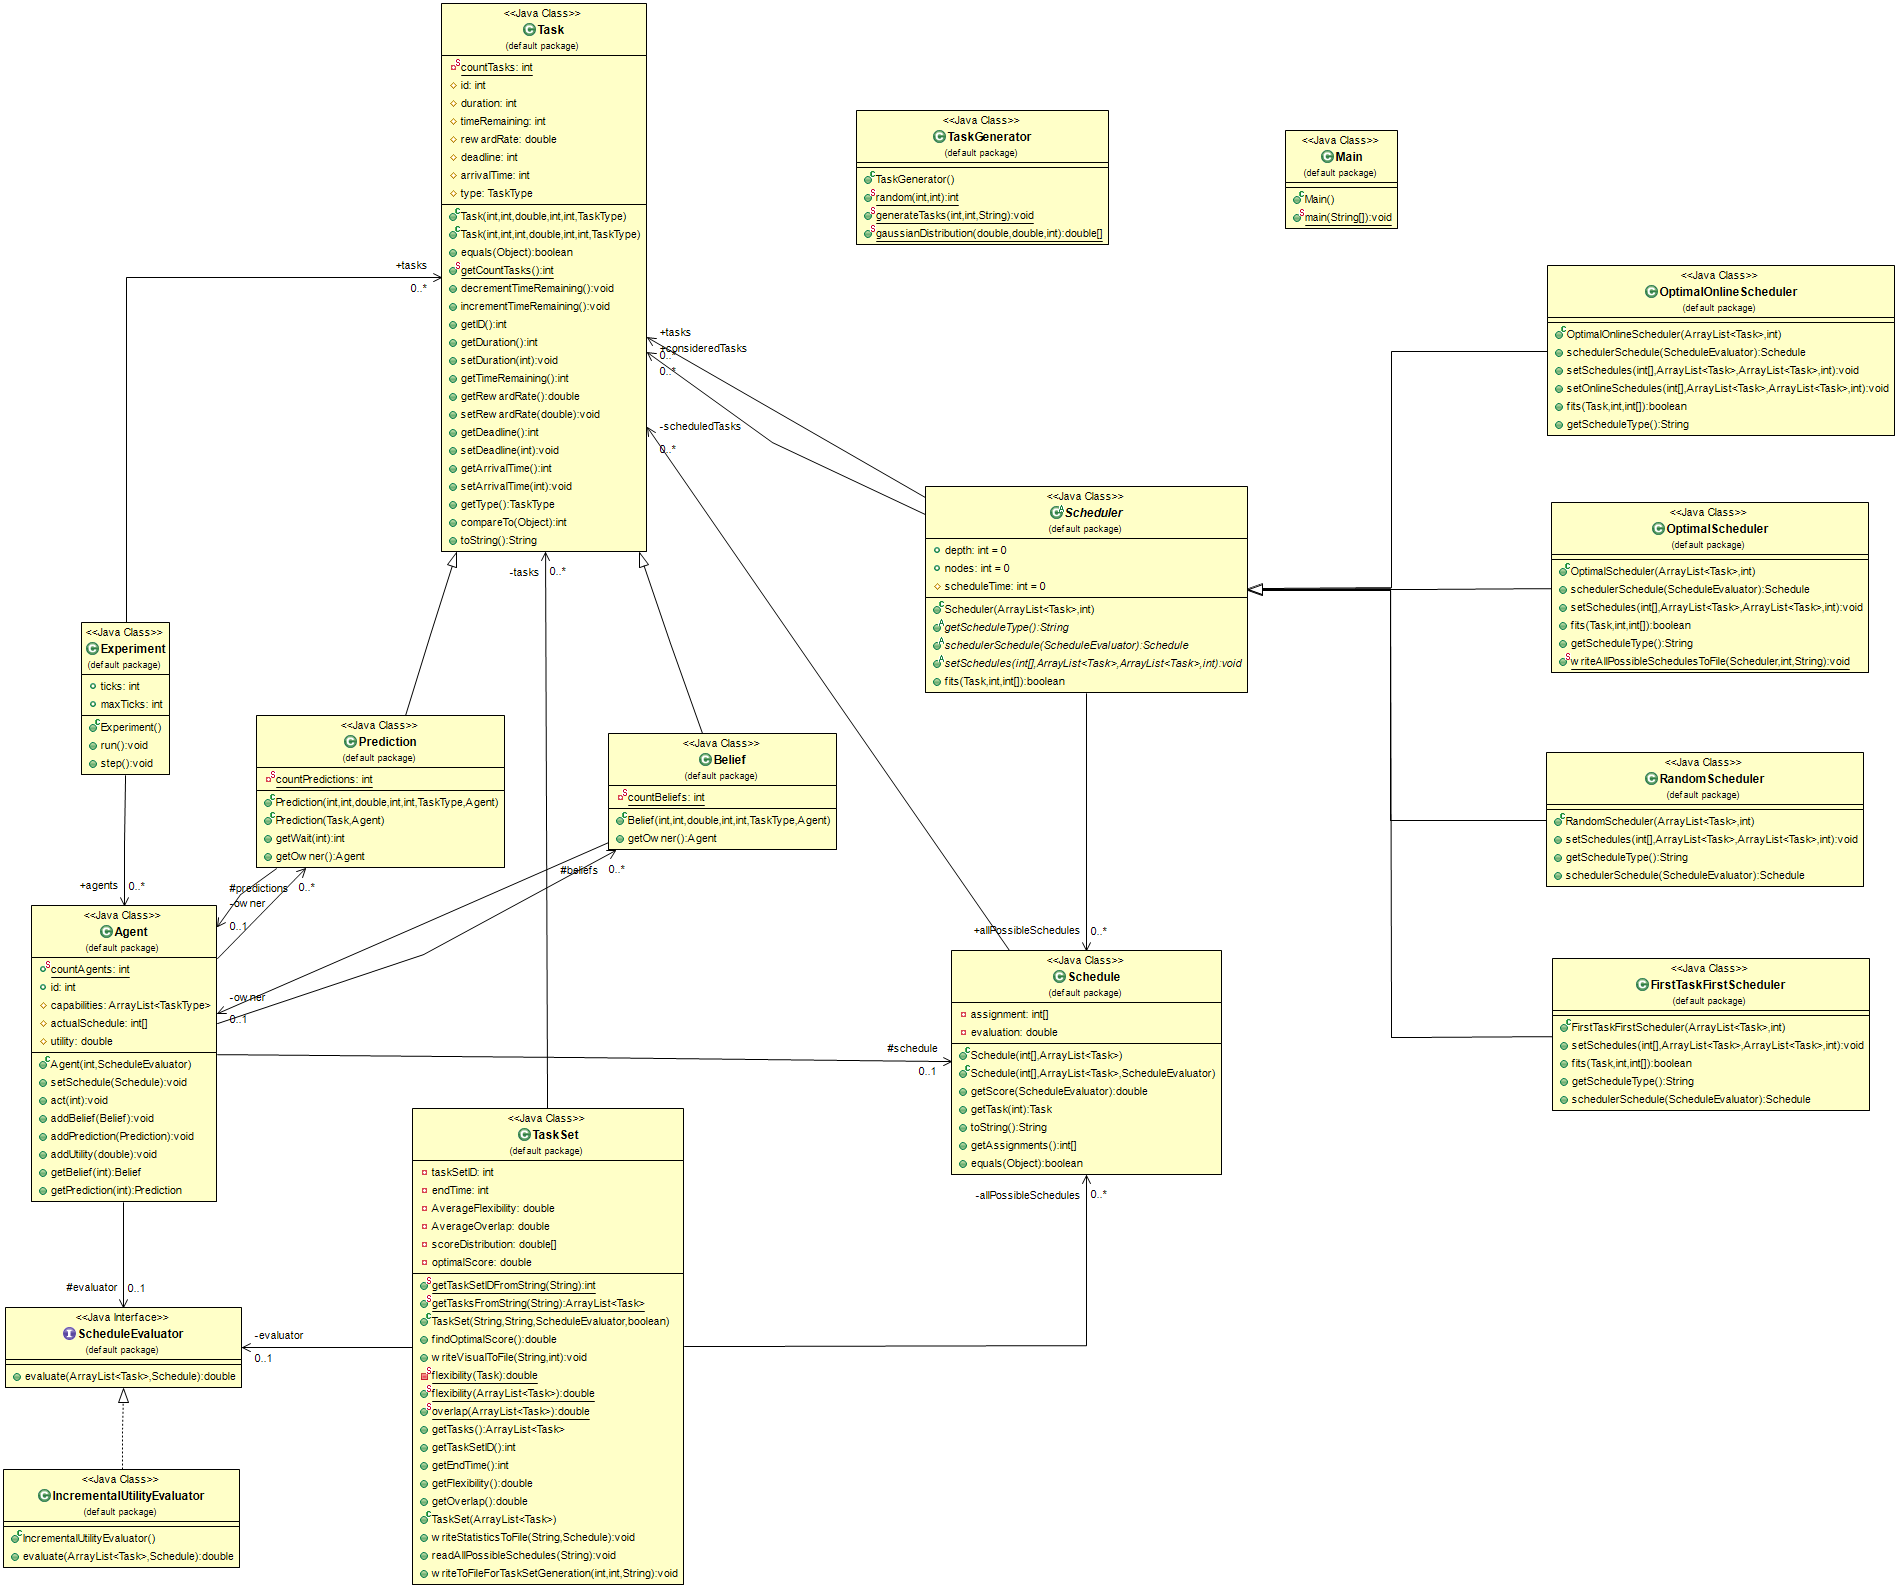 <<Java Class>>
Task
(default package)
countTasks: int
id: int
duration: int
timeRemaining: int
rewardRate: double
deadline: int
arrivalTime: int
type: TaskType
Task(int,int,double,int,int,TaskType)
Task(int,int,int,double,int,int,TaskType)
equals(Object):boolean
getCountTasks():int
decrementTimeRemaining():void
incrementTimeRemaining():void
getID():int
getDuration():int
setDuration(int):void
getTimeRemaining():int
getRewardRate():double
setRewardRate(double):void
getDeadline():int
setDeadline(int):void
getArrivalTime():int
setArrivalTime(int):void
getType():TaskType
compareTo(Object):int
toString():String
<<Java Class>>
TaskGenerator
(default package)
TaskGenerator()
random(int,int):int
generateTasks(int,int,String):void
gaussianDistribution(double,double,int):double[]
<<Java Class>>
Main
(default package)
Main()
main(String[]):void
+tasks
0..*
+tasks
+consideredTasks
0..*
0..*
-scheduledTasks
0..*
-tasks
0..*
<<Java Class>>
OptimalOnlineScheduler
(default package)
OptimalOnlineScheduler(ArrayList<Task>,int)
schedulerSchedule(ScheduleEvaluator):Schedule
setSchedules(int[],ArrayList<Task>,ArrayList<Task>,int):void
setOnlineSchedules(int[],ArrayList<Task>,ArrayList<Task>,int):void
fits(Task,int,int[]):boolean
getScheduleType():String
<<Java Class>>
Scheduler
(default package)
depth: int = 0
nodes: int = 0
scheduleTime: int = 0
Scheduler(ArrayList<Task>,int)
getScheduleType():String
schedulerSchedule(ScheduleEvaluator):Schedule
setSchedules(int[],ArrayList<Task>,ArrayList<Task>,int):void
fits(Task,int,int[]):boolean
<<Java Class>>
OptimalScheduler
(default package)
OptimalScheduler(ArrayList<Task>,int)
schedulerSchedule(ScheduleEvaluator):Schedule
setSchedules(int[],ArrayList<Task>,ArrayList<Task>,int):void
fits(Task,int,int[]):boolean
getScheduleType():String
writeAllPossibleSchedulesToFile(Scheduler,int,String):void
<<Java Class>>
Experiment
(default package)
ticks: int
maxTicks: int
Experiment()
run():void
step():void
<<Java Class>>
Prediction
(default package)
countPredictions: int
Prediction(int,int,double,int,int,TaskType,Agent)
Prediction(Task,Agent)
getWait(int):int
getOwner():Agent
<<Java Class>>
Belief
(default package)
countBeliefs: int
Belief(int,int,double,int,int,TaskType,Agent)
getOwner():Agent
<<Java Class>>
RandomScheduler
(default package)
RandomScheduler(ArrayList<Task>,int)
setSchedules(int[],ArrayList<Task>,ArrayList<Task>,int):void
getScheduleType():String
schedulerSchedule(ScheduleEvaluator):Schedule
+agents
0..*
#predictions
0..*
-owner
0..1
#beliefs
0..*
-owner
0..1
<<Java Class>>
Agent
(default package)
countAgents: int
id: int
capabilities: ArrayList<TaskType>
actualSchedule: int[]
utility: double
Agent(int,ScheduleEvaluator)
setSchedule(Schedule):void
act(int):void
addBelief(Belief):void
addPrediction(Prediction):void
addUtility(double):void
getBelief(int):Belief
getPrediction(int):Prediction
#schedule
0..1
+allPossibleSchedules
0..*
<<Java Class>>
Schedule
(default package)
assignment: int[]
evaluation: double
Schedule(int[],ArrayList<Task>)
Schedule(int[],ArrayList<Task>,ScheduleEvaluator)
getScore(ScheduleEvaluator):double
getTask(int):Task
toString():String
getAssignments():int[]
equals(Object):boolean
-allPossibleSchedules
0..*
<<Java Class>>
FirstTaskFirstScheduler
(default package)
FirstTaskFirstScheduler(ArrayList<Task>,int)
setSchedules(int[],ArrayList<Task>,ArrayList<Task>,int):void
fits(Task,int,int[]):boolean
getScheduleType():String
schedulerSchedule(ScheduleEvaluator):Schedule
<<Java Class>>
TaskSet
(default package)
taskSetID: int
endTime: int
AverageFlexibility: double
AverageOverlap: double
scoreDistribution: double[]
optimalScore: double
getTaskSetIDFromString(String):int
getTasksFromString(String):ArrayList<Task>
TaskSet(String,String,ScheduleEvaluator,boolean)
findOptimalScore():double
writeVisualToFile(String,int):void
flexibility(Task):double
flexibility(ArrayList<Task>):double
overlap(ArrayList<Task>):double
getTasks():ArrayList<Task>
getTaskSetID():int
getEndTime():int
getFlexibility():double
getOverlap():double
TaskSet(ArrayList<Task>)
writeStatisticsToFile(String,Schedule):void
readAllPossibleSchedules(String):void
writeToFileForTaskSetGeneration(int,int,String):void
#evaluator
0..1
-evaluator
0..1
<<Java Interface>>
ScheduleEvaluator
(default package)
evaluate(ArrayList<Task>,Schedule):double
<<Java Class>>
IncrementalUtilityEvaluator
(default package)
IncrementalUtilityEvaluator()
evaluate(ArrayList<Task>,Schedule):double